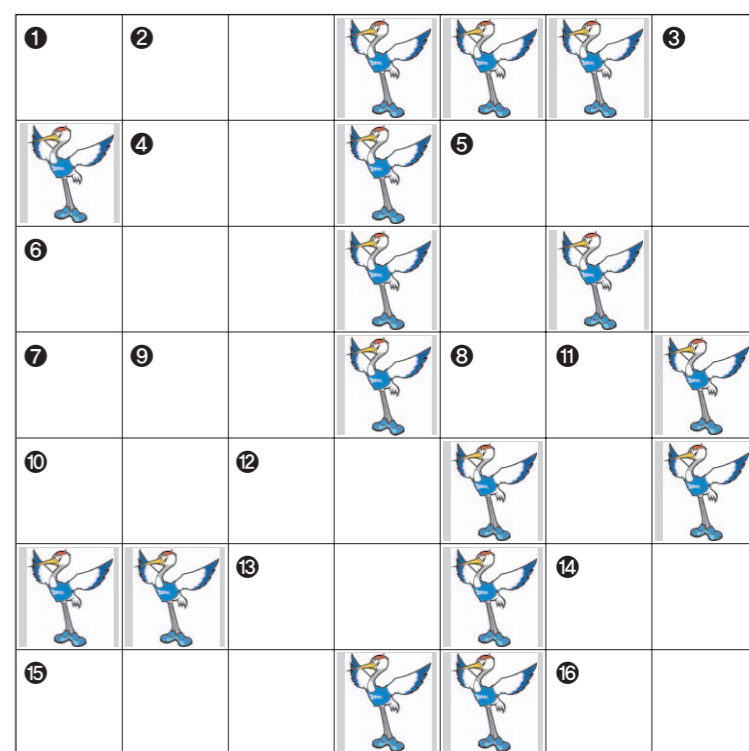 ❶ ❷ ❸
❹ ❺
❻
❼ ❾ ❽ ⓫
❿ ⓬
⓭ ⓮
⓯ ⓰